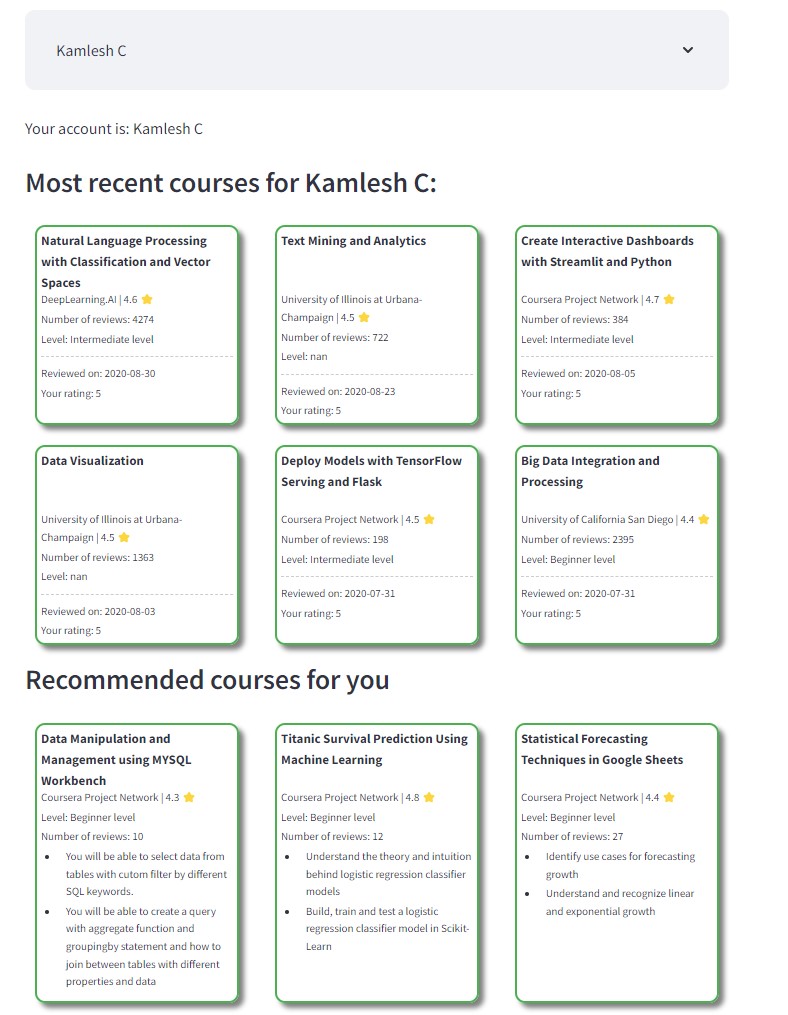 Kamlesh C
Your account is: Kamlesh C
Most recent courses for Kamlesh C:
Natural Language Processing
with Classification and Vector
Spaces
DeepLearning.AI | 4.6
Number of reviews: 4274
Level: Intermediate level
Reviewed on: 2020-08-30
Your rating: 5
Text Mining and Analytics
University of Illinois at Urbana-
Champaign | 4.5
Number of reviews: 722
Level: nan
Reviewed on: 2020-08-23
Your rating: 5
Create Interactive Dashboards
with Streamlit and Python
Coursera Project Network | 4.7
Number of reviews: 384
Level: Intermediate level
Reviewed on: 2020-08-05
Your rating: 5
Data Visualization
University of Illinois at Urbana-
Champaign | 4.5
Number of reviews: 1363
Level: nan
Reviewed on: 2020-08-03
Your rating: 5
Deploy Models with TensorFlow
Serving and Flask
Coursera Project Network | 4.5
Number of reviews: 198
Level: Intermediate level
Reviewed on: 2020-07-31
Your rating: 5
Big Data Integration and
Processing
University of California San Diego | 4.4
Number of reviews: 2395
Level: Beginner level
Reviewed on: 2020-07-31
Your rating: 5
Recommended courses for you
Data Manipulation and
Management using MYSQL
Workbench
Coursera Project Network | 4.3
Level: Beginner level
Number of reviews: 10
• You will be able to select data from
tables with cutom filter by different
SQL keywords.
• You will be able to create a query
with aggregate function and
groupingby statement and how to
join between tables with different
properties and data
Titanic Survival Prediction Using
Machine Learning
Coursera Project Network | 4.8
Level: Beginner level
Number of reviews: 12
• Understand the theory and intuition
behind logistic regression classifier
models
• Build, train and test a logistic
regression classifier model in Scikit-
Learn
Statistical Forecasting
Techniques in Google Sheets
Coursera Project Network | 4.4
Level: Beginner level
Number of reviews: 27
• Identify use cases for forecasting
growth
• Understand and recognize linear
and exponential growth